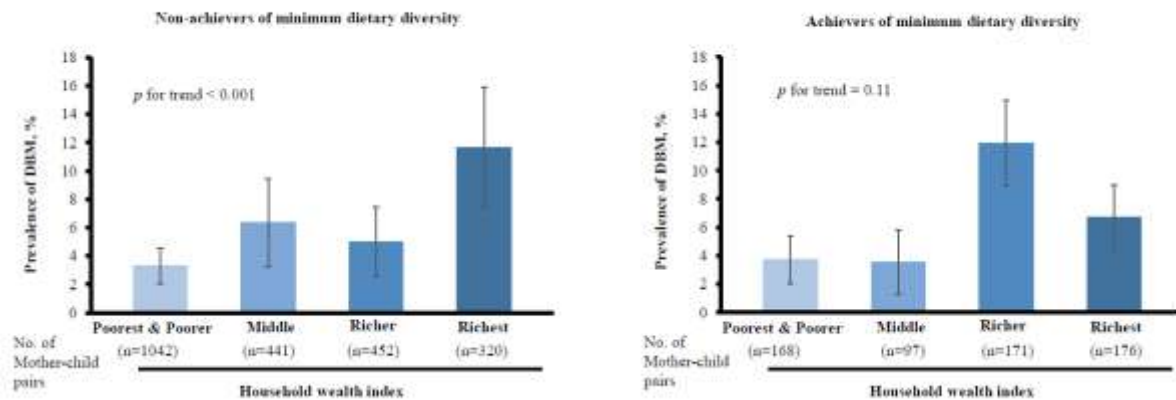 Non-achievers of minimum dietary diversity
Prevalence of DBM, %
18
16
14
12
10
8
6
4
2
0
p for trend < 0.001
Poorest & Poorer Middle Richer Richest
No. of Mother-child pairs
(n=1042) (n=441) (n=452) (n=320)
Household wealth index
Achievers of minimum dietary diversity
Prevalence of DBM, %
18
16
14
12
10
8
6
4
2
0
p for trend = 0.11
Poorest & Poorer Middle Richer Richest
No. of Mother-child pairs
(n=168) (n=97) (n=171) (n=176)
Household wealth index